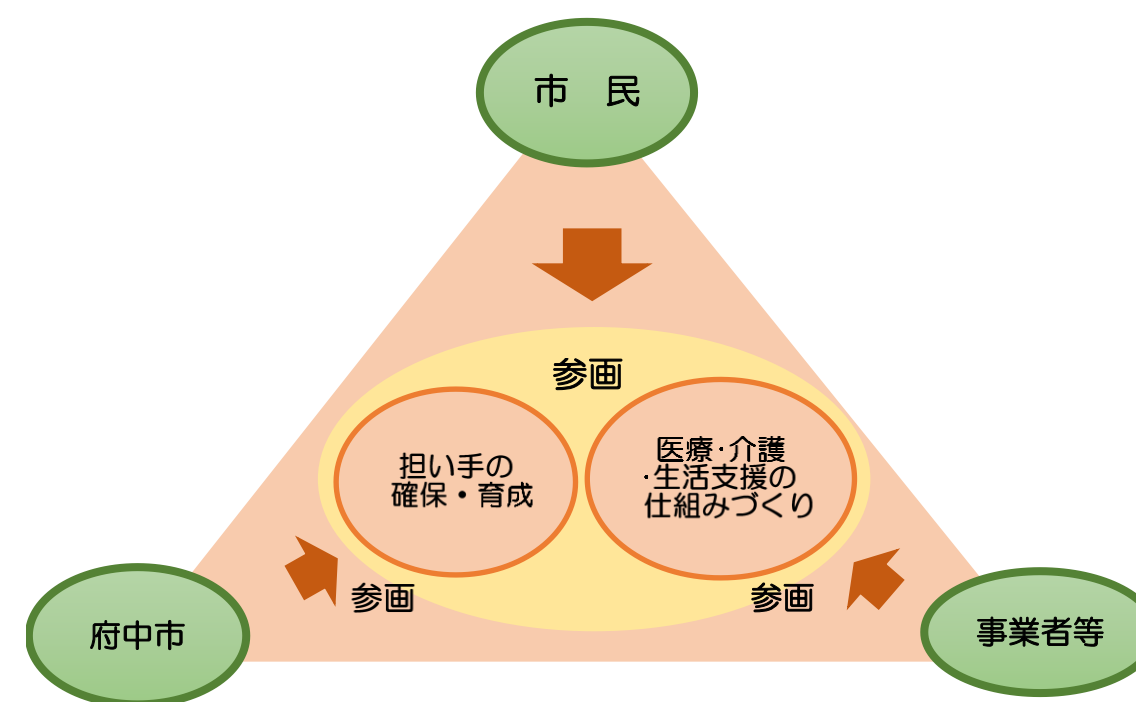 市　民
参画
担い手の
確保・育成
医療・介護
・生活支援の
仕組みづくり
参画
参画
府中市
事業者等